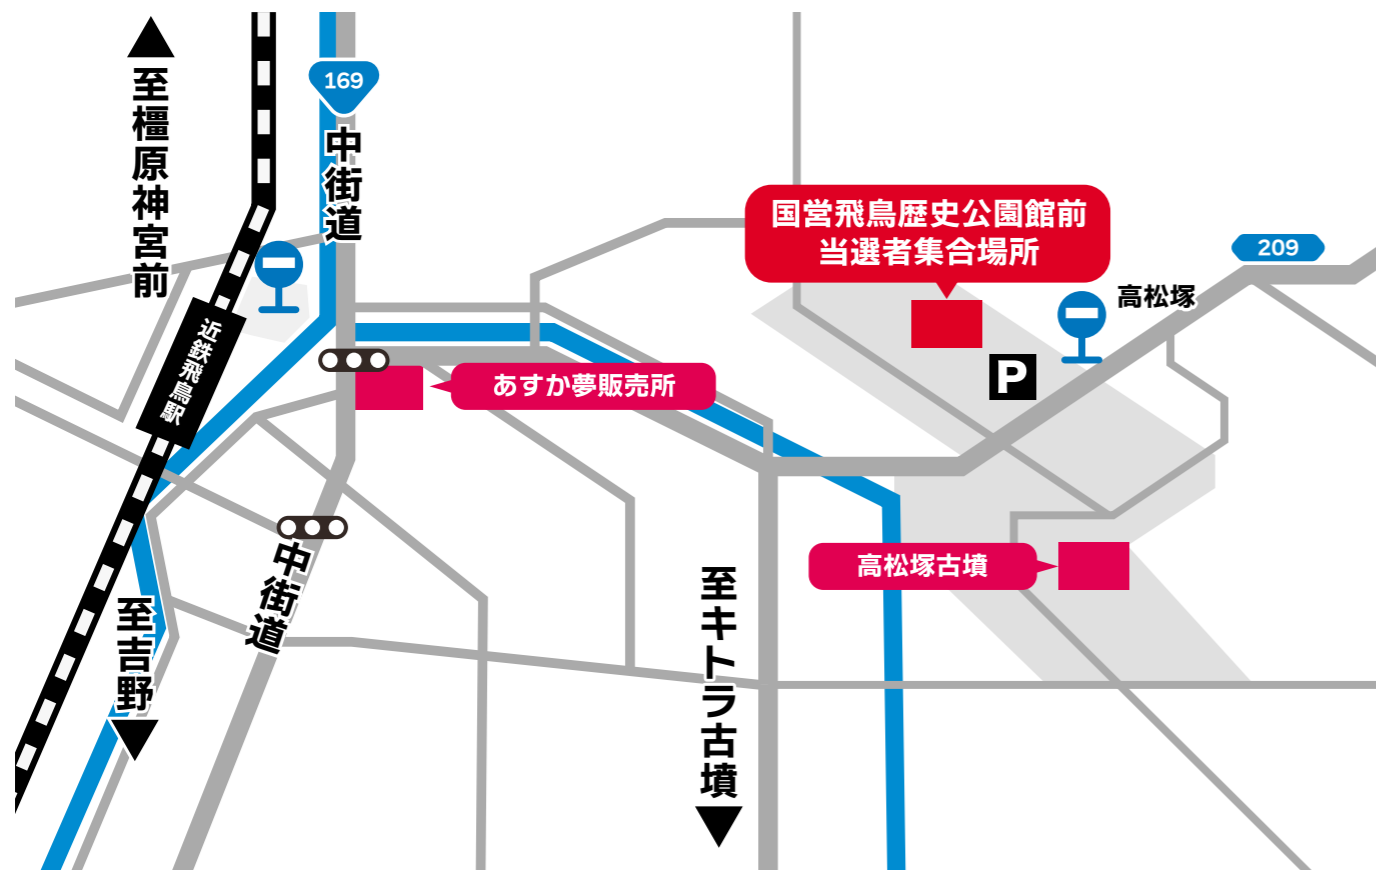 至橿原神宮前
169
中街道
国営飛鳥歴史公園館前
当選者集合場所
209
高松塚
近鉄飛鳥駅
P
あすか夢販売所
中街道
高松塚古墳
至吉野
至キトラ古墳